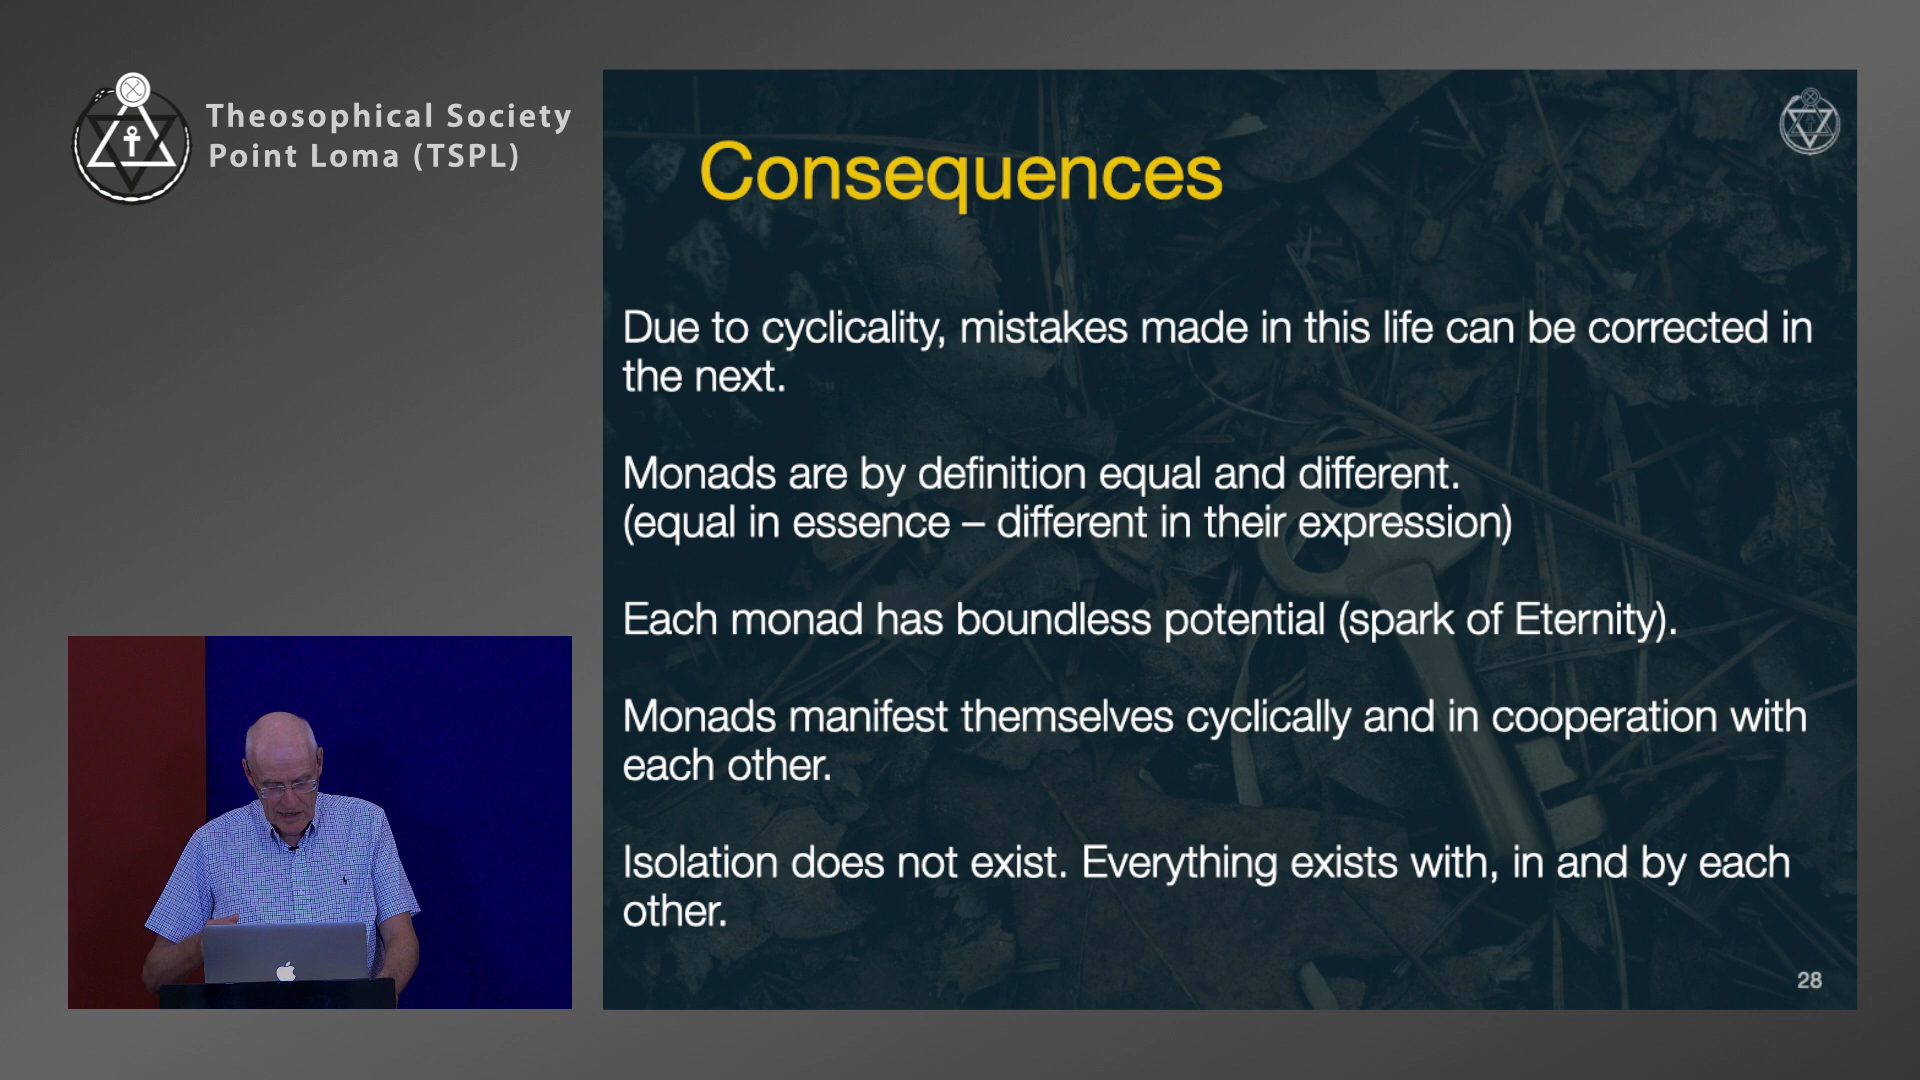 Theosophical Society
Point Loma (TSPL)
Consequences
Due to cyclicality, mistakes made in this life can be corrected in
the next.
Monads are by definition equal and different.
(equal in essence – different in their expression)
Each monad has boundless potential (spark of Eternity).
Monads manifest themselves cyclically and in cooperation with
each other.
Isolation does not exist. Everything exists with, in and by each
other.
28